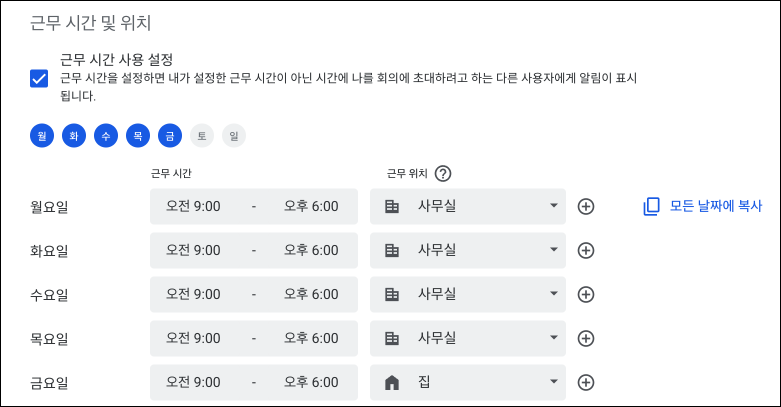 근무 시간 및 위치
근무 시간 사용 설정
근무 시간을 설정하면 내가 설정한 근무 시간이 아닌 시간에 나를 회의에 초대하려고 하는 다른 사용자에게 알림이 표시
됩니다.
월 화 수 목 금 토 일
근무 시간 근무 위치 ?
월요일 오전 9:00 - 오후 6:00 사무실 모든 날짜에 복사
화요일 오전 9:00 - 오후 6:00 사무실
수요일 오전 9:00 - 오후 6:00 사무실
목요일 오전 9:00 - 오후 6:00 사무실
금요일 오전 9:00 - 오후 6:00 집